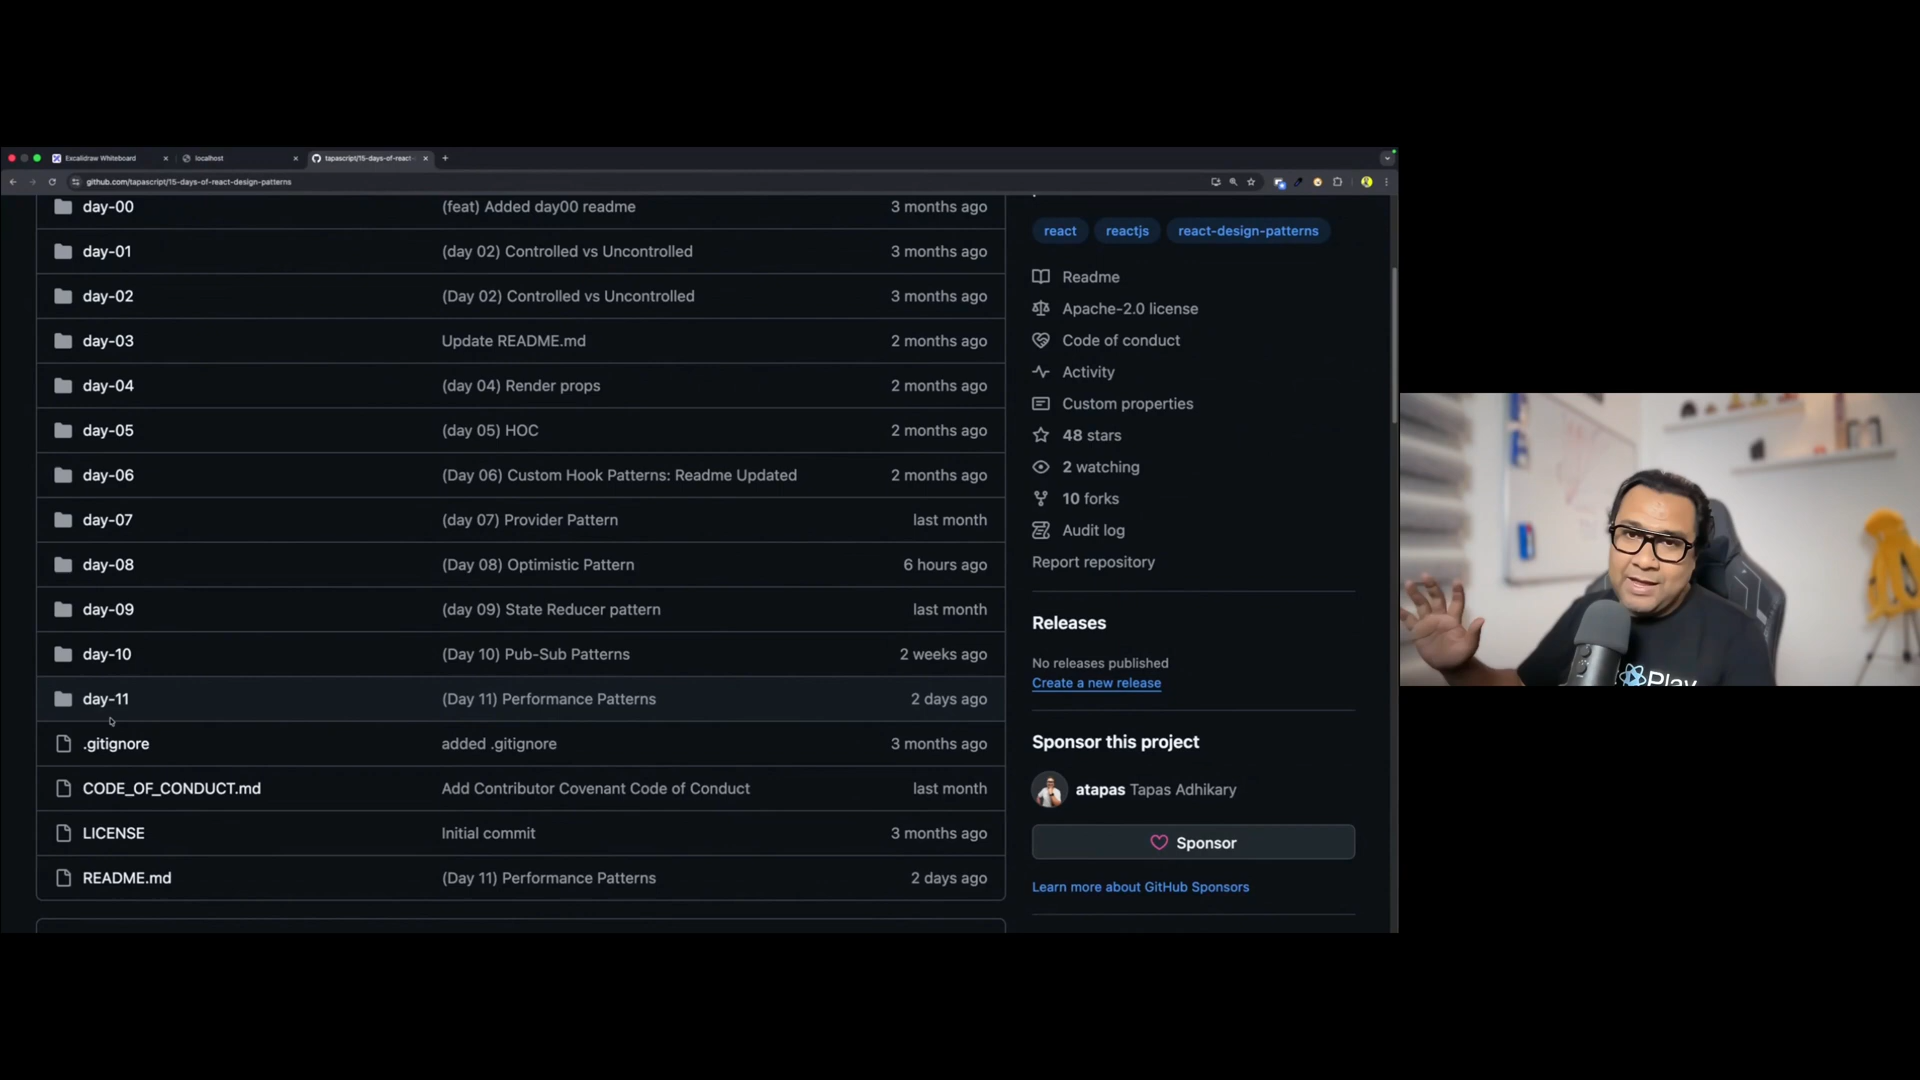 Excalidraw Whiteboard
localhost
tapascript/15-days-of-react-
github.com/tapascript/15-days-of-react-design-patterns
day-00 (feat) Added day00 readme 3 months ago
day-01 (day 02) Controlled vs Uncontrolled 3 months ago
day-02 (Day 02) Controlled vs Uncontrolled 3 months ago
day-03 Update README.md 2 months ago
day-04 (day 04) Render props 2 months ago
day-05 (day 05) HOC 2 months ago
day-06 (Day 06) Custom Hook Patterns: Readme Updated 2 months ago
day-07 (day 07) Provider Pattern last month
day-08 (Day 08) Optimistic Pattern 6 hours ago
day-09 (day 09) State Reducer pattern last month
day-10 (Day 10) Pub-Sub Patterns 2 weeks ago
day-11 (Day 11) Performance Patterns 2 days ago
.gitignore added .gitignore 3 months ago
CODE_OF_CONDUCT.md Add Contributor Covenant Code of Conduct last month
LICENSE Initial commit 3 months ago
README.md (Day 11) Performance Patterns 2 days ago
react reactjs react-design-patterns
Readme
Apache-2.0 license
Code of conduct
Activity
Custom properties
48 stars
2 watching
10 forks
Audit log
Report repository
Releases
No releases published
Create a new release
Sponsor this project
atapas Tapas Adhikary
Sponsor
Learn more about GitHub Sponsors
Play